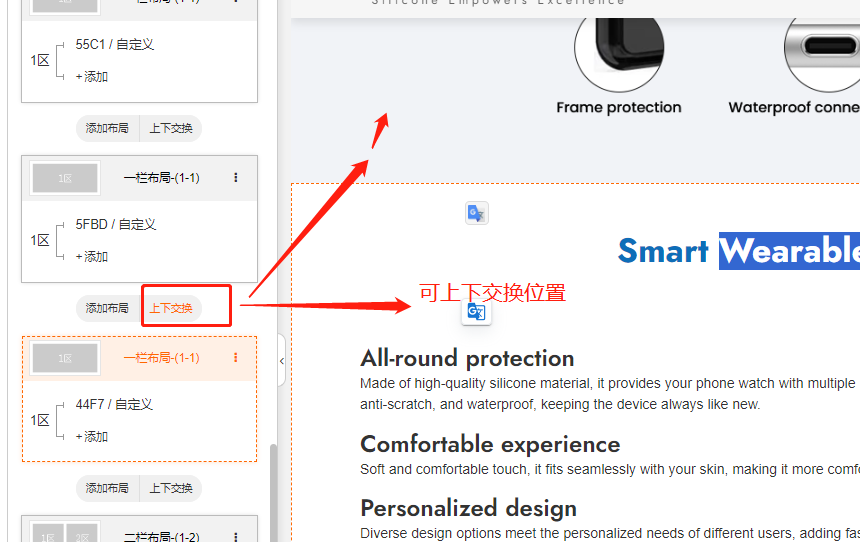 一栏布局-(1-1)
1区
55C1 / 自定义
+ 添加
添加布局
上下交换
1区
一栏布局-(1-1)
1区
5FBD / 自定义
+ 添加
添加布局
上下交换
1区
一栏布局-(1-1)
1区
44F7 / 自定义
+ 添加
添加布局
上下交换
1区
2区
二栏布局-(1-2)
Silicone Empowers Excellence
Frame protection
Waterproof conne
Smart Wearable
可上下交换位置
All-round protection
Made of high-quality silicone material, it provides your phone watch with multiple
anti-scratch, and waterproof, keeping the device always like new.
Comfortable experience
Soft and comfortable touch, it fits seamlessly with your skin, making it more comf
Personalized design
Diverse design options meet the personalized needs of different users, adding fas